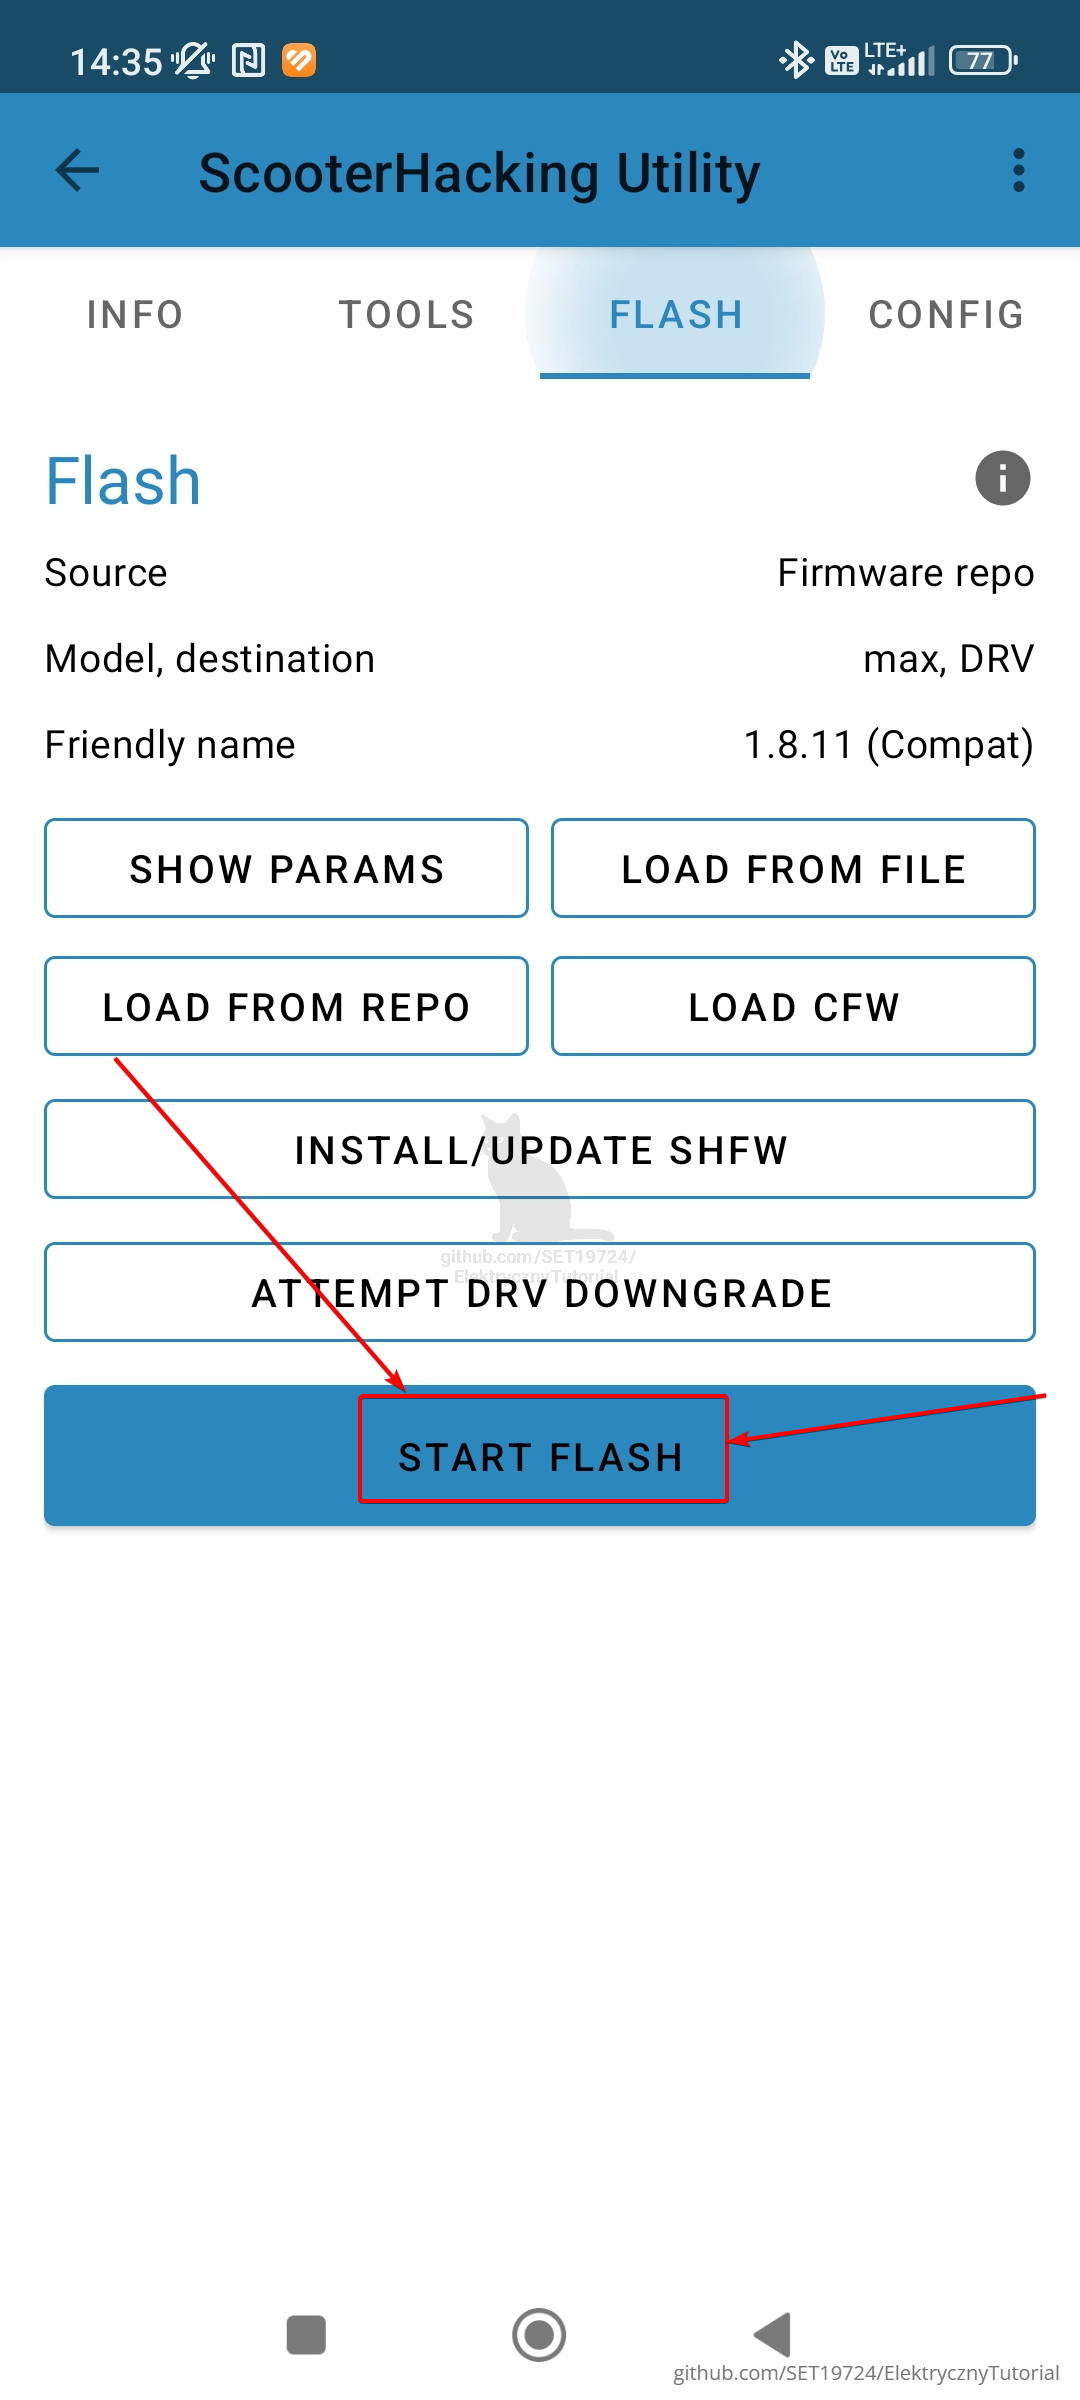 14:35 Vo LTE LTE+ 77
ScooterHacking Utility
INFO TOOLS FLASH CONFIG
Flash
Source Firmware repo
Model, destination max, DRV
Friendly name 1.8.11 (Compat)
SHOW PARAMS LOAD FROM FILE
LOAD FROM REPO LOAD CFW
INSTALL/UPDATE SHFW
github.com/SET19724/
ElektrycznyTutorial
ATTEMPT DRV DOWNGRADE
START FLASH
github.com/SET19724/ElektrycznyTutorial